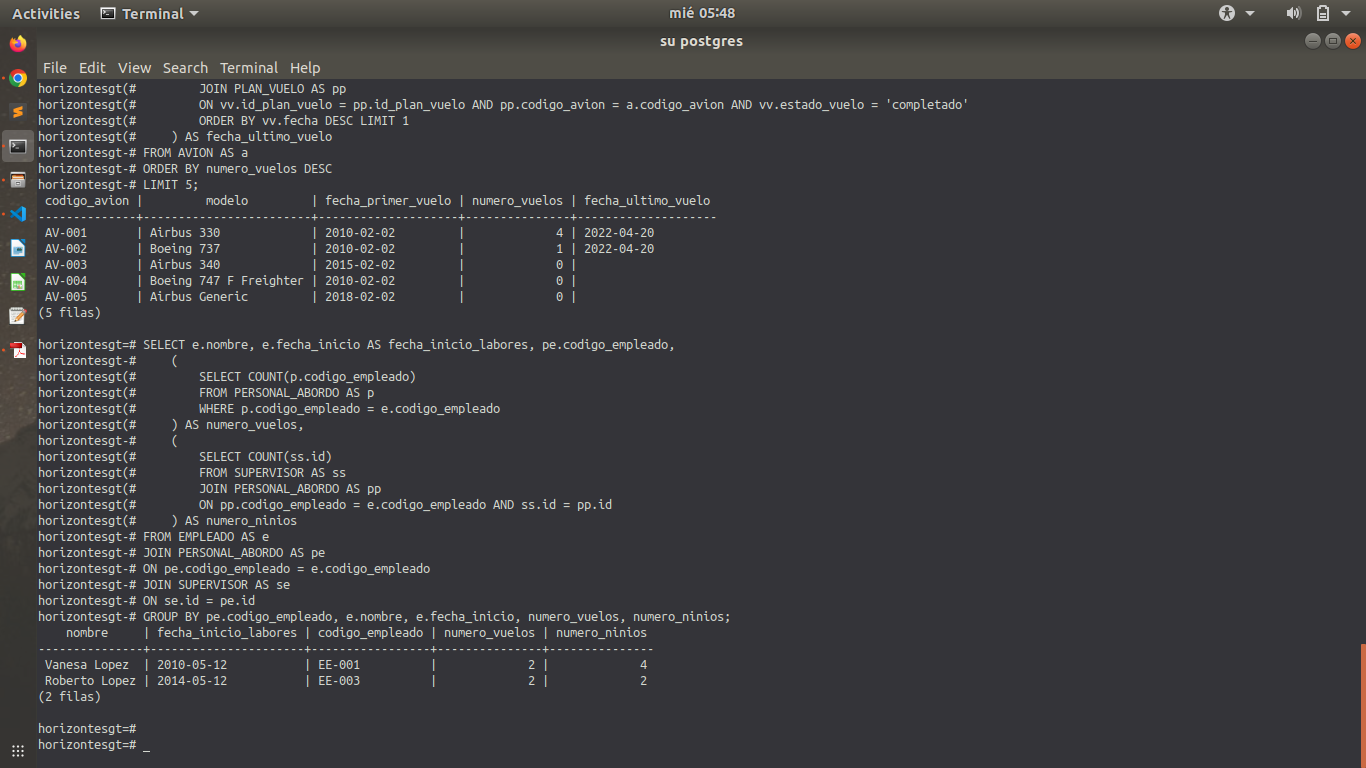 Activities Terminal mié 05:48
su postgres
File Edit View Search Terminal Help
horizontesgt(#         JOIN PLAN_VUELO AS pp
horizontesgt(#         ON vv.id_plan_vuelo = pp.id_plan_vuelo AND pp.codigo_avion = a.codigo_avion AND vv.estado_vuelo = 'completado'
horizontesgt(#         ORDER BY vv.fecha DESC LIMIT 1
horizontesgt(#     ) AS fecha_ultimo_vuelo
horizontesgt-# FROM AVION AS a
horizontesgt-# ORDER BY numero_vuelos DESC
horizontesgt-# LIMIT 5;
 codigo_avion |         modelo         | fecha_primer_vuelo | numero_vuelos | fecha_ultimo_vuelo
--------------+------------------------+--------------------+---------------+--------------------
 AV-001       | Airbus 330             | 2010-02-02         |             4 | 2022-04-20
 AV-002       | Boeing 737             | 2010-02-02         |             1 | 2022-04-20
 AV-003       | Airbus 340             | 2015-02-02         |             0 |
 AV-004       | Boeing 747 F Freighter | 2010-02-02         |             0 |
 AV-005       | Airbus Generic         | 2018-02-02         |             0 |
(5 filas)
horizontesgt=# SELECT e.nombre, e.fecha_inicio AS fecha_inicio_labores, pe.codigo_empleado,
horizontesgt-#     (
horizontesgt(#         SELECT COUNT(p.codigo_empleado)
horizontesgt(#         FROM PERSONAL_ABORDO AS p
horizontesgt(#         WHERE p.codigo_empleado = e.codigo_empleado
horizontesgt(#     ) AS numero_vuelos,
horizontesgt-#     (
horizontesgt(#         SELECT COUNT(ss.id)
horizontesgt(#         FROM SUPERVISOR AS ss
horizontesgt(#         JOIN PERSONAL_ABORDO AS pp
horizontesgt(#         ON pp.codigo_empleado = e.codigo_empleado AND ss.id = pp.id
horizontesgt(#     ) AS numero_ninios
horizontesgt-# FROM EMPLEADO AS e
horizontesgt-# JOIN PERSONAL_ABORDO AS pe
horizontesgt-# ON pe.codigo_empleado = e.codigo_empleado
horizontesgt-# JOIN SUPERVISOR AS se
horizontesgt-# ON se.id = pe.id
horizontesgt-# GROUP BY pe.codigo_empleado, e.nombre, e.fecha_inicio, numero_vuelos, numero_ninios;
    nombre     | fecha_inicio_labores | codigo_empleado | numero_vuelos | numero_ninios
---------------+----------------------+-----------------+---------------+---------------
 Vanesa Lopez  | 2010-05-12           | EE-001          |             2 |             4
 Roberto Lopez | 2014-05-12           | EE-003          |             2 |             2
(2 filas)
horizontesgt=#
horizontesgt=# _